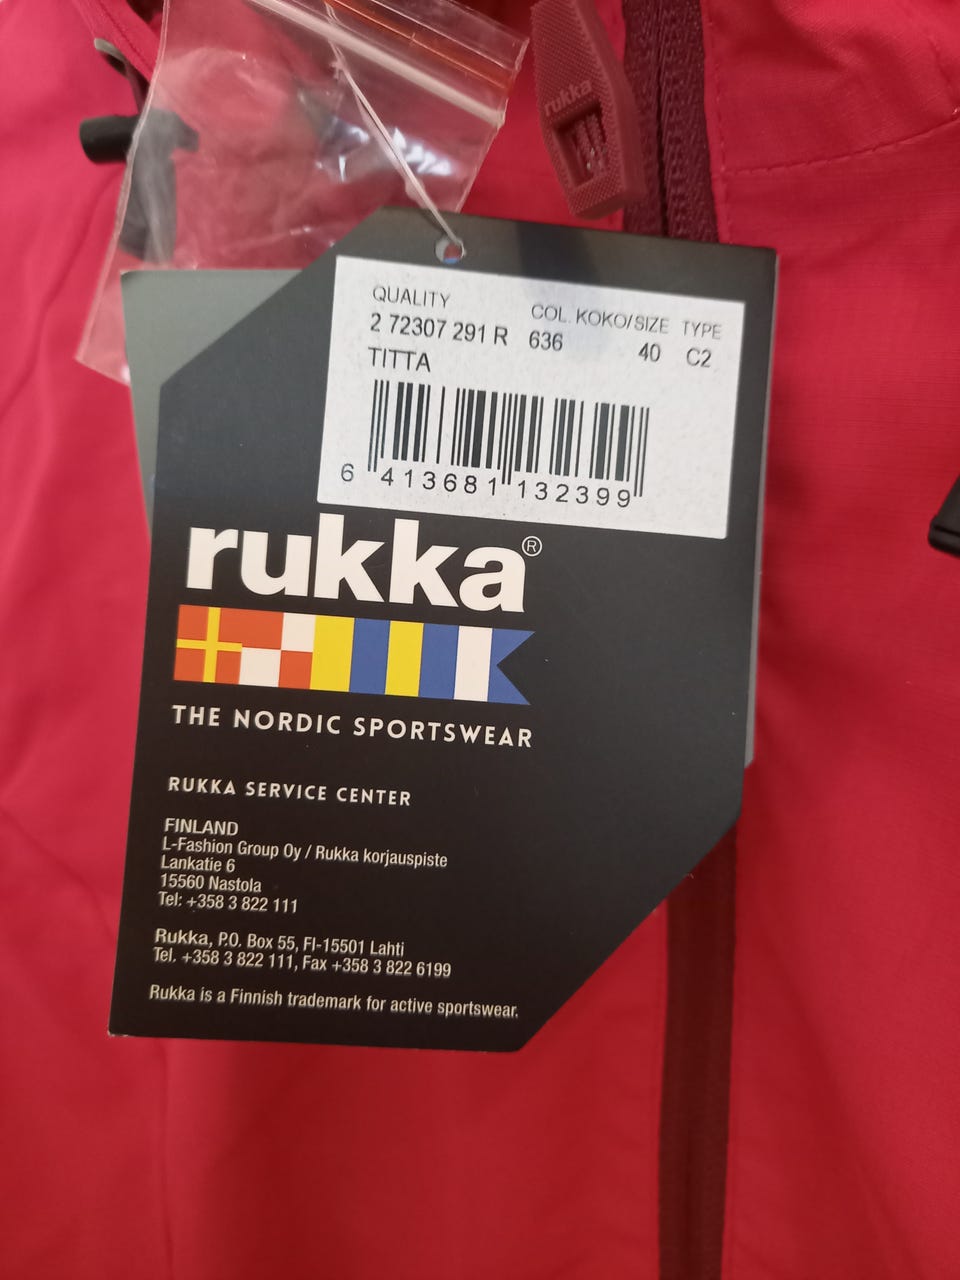 rukka
QUALITY COL. KOKO/SIZE TYPE
2 72307 291 R 636 40 C2
TITTA
6 413681 132399
rukka®
THE NORDIC SPORTSWEAR
RUKKA SERVICE CENTER
FINLAND
L-Fashion Group Oy / Rukka korjauspiste
Lankatie 6
15560 Nastola
Tel: +358 3 822 111
Rukka, P.O. Box 55, FI-15501 Lahti
Tel. +358 3 822 111, Fax +358 3 822 6199
Rukka is a Finnish trademark for active sportswear.